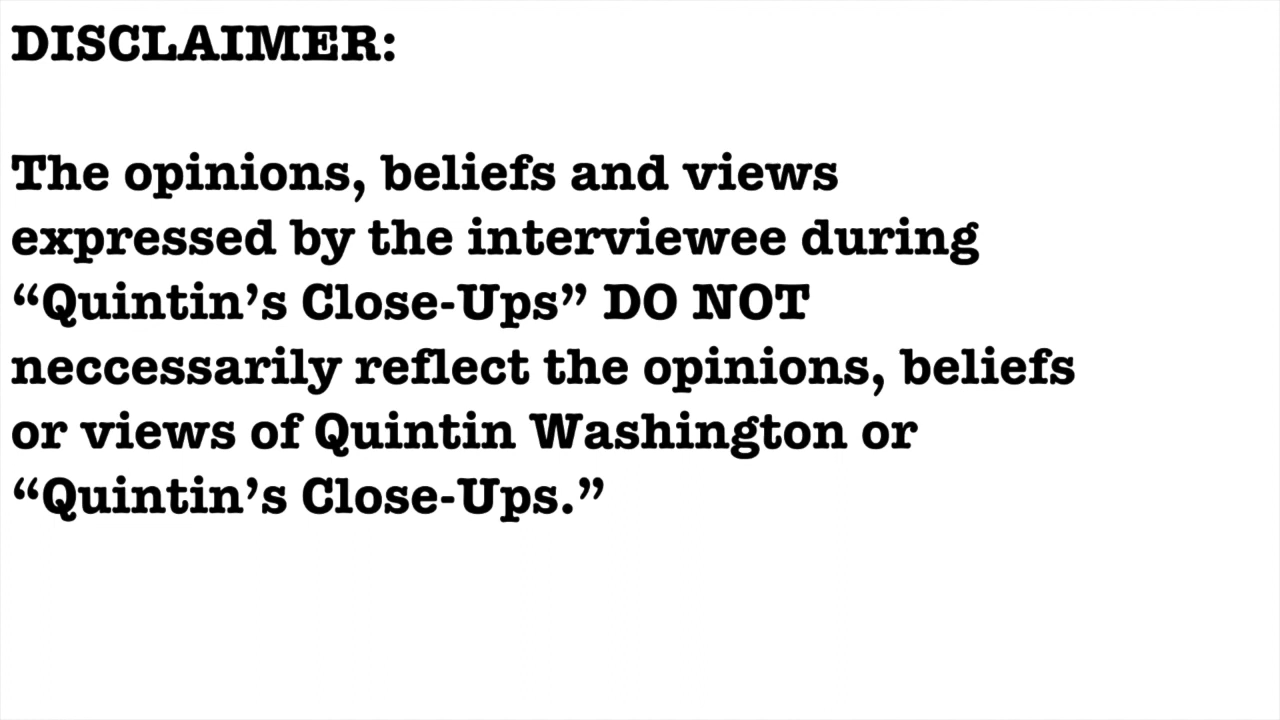 DISCLAIMER:
The opinions, beliefs and views
expressed by the interviewee during
“Quintin’s Close-Ups” DO NOT
neccessarily reflect the opinions, beliefs
or views of Quintin Washington or
“Quintin’s Close-Ups.”